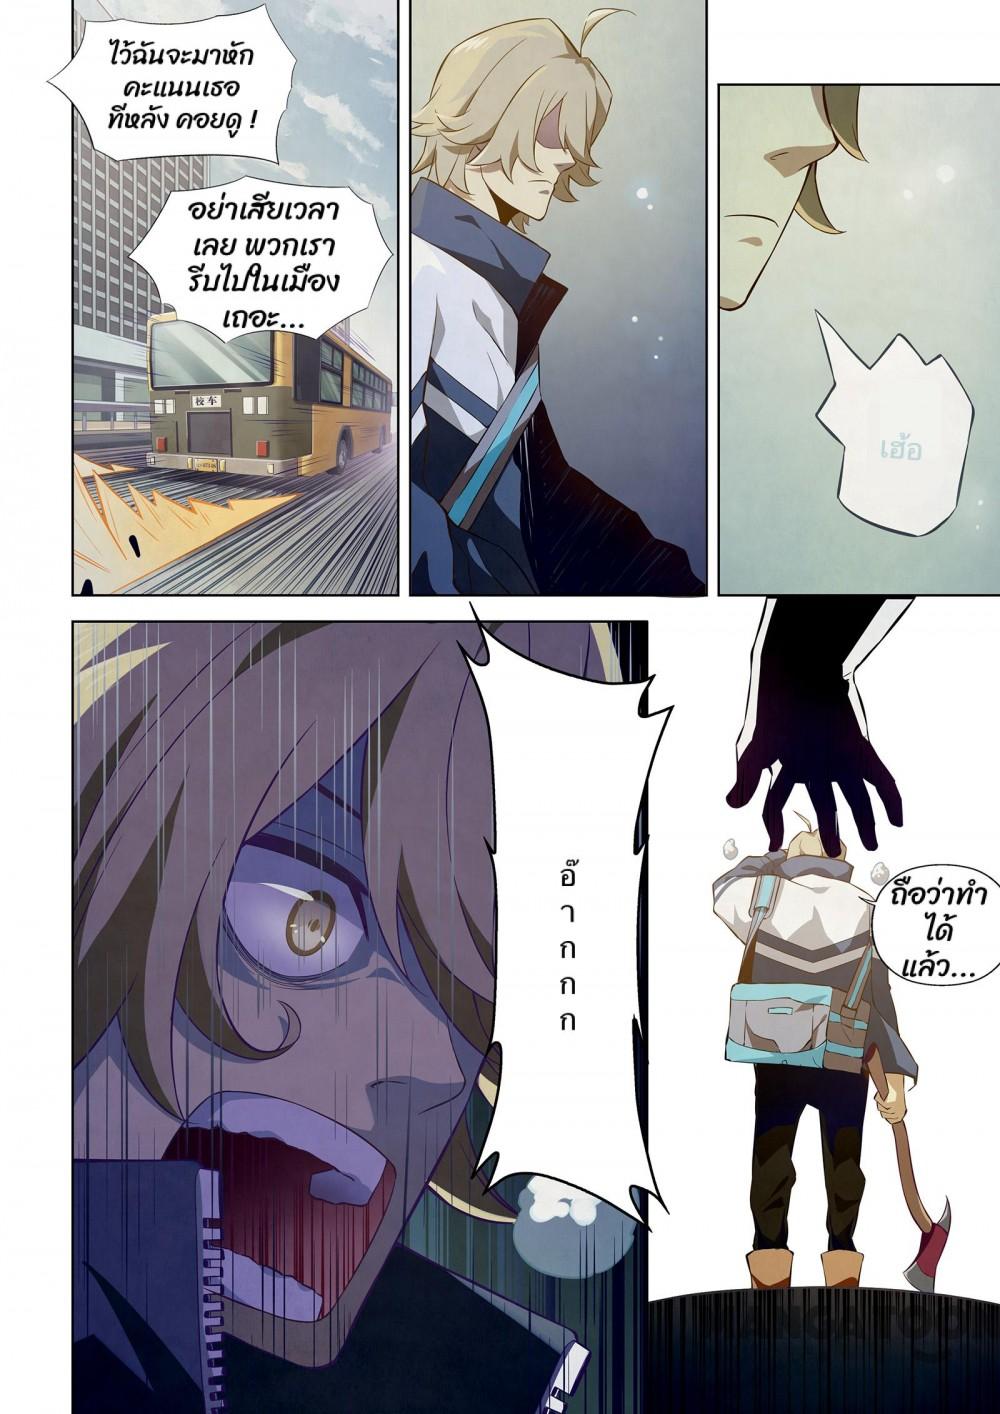 ไว้ฉันจะมาหัก
คะแนนเธอ
ทีหลัง คอยดู !
อย่าเสียเวลา
เลย พวกเรา
รีบไปในเมือง
เถอะ...
校车
เฮ้อ
อ๊ากกก
ถือว่าทำ
ได้
แล้ว...